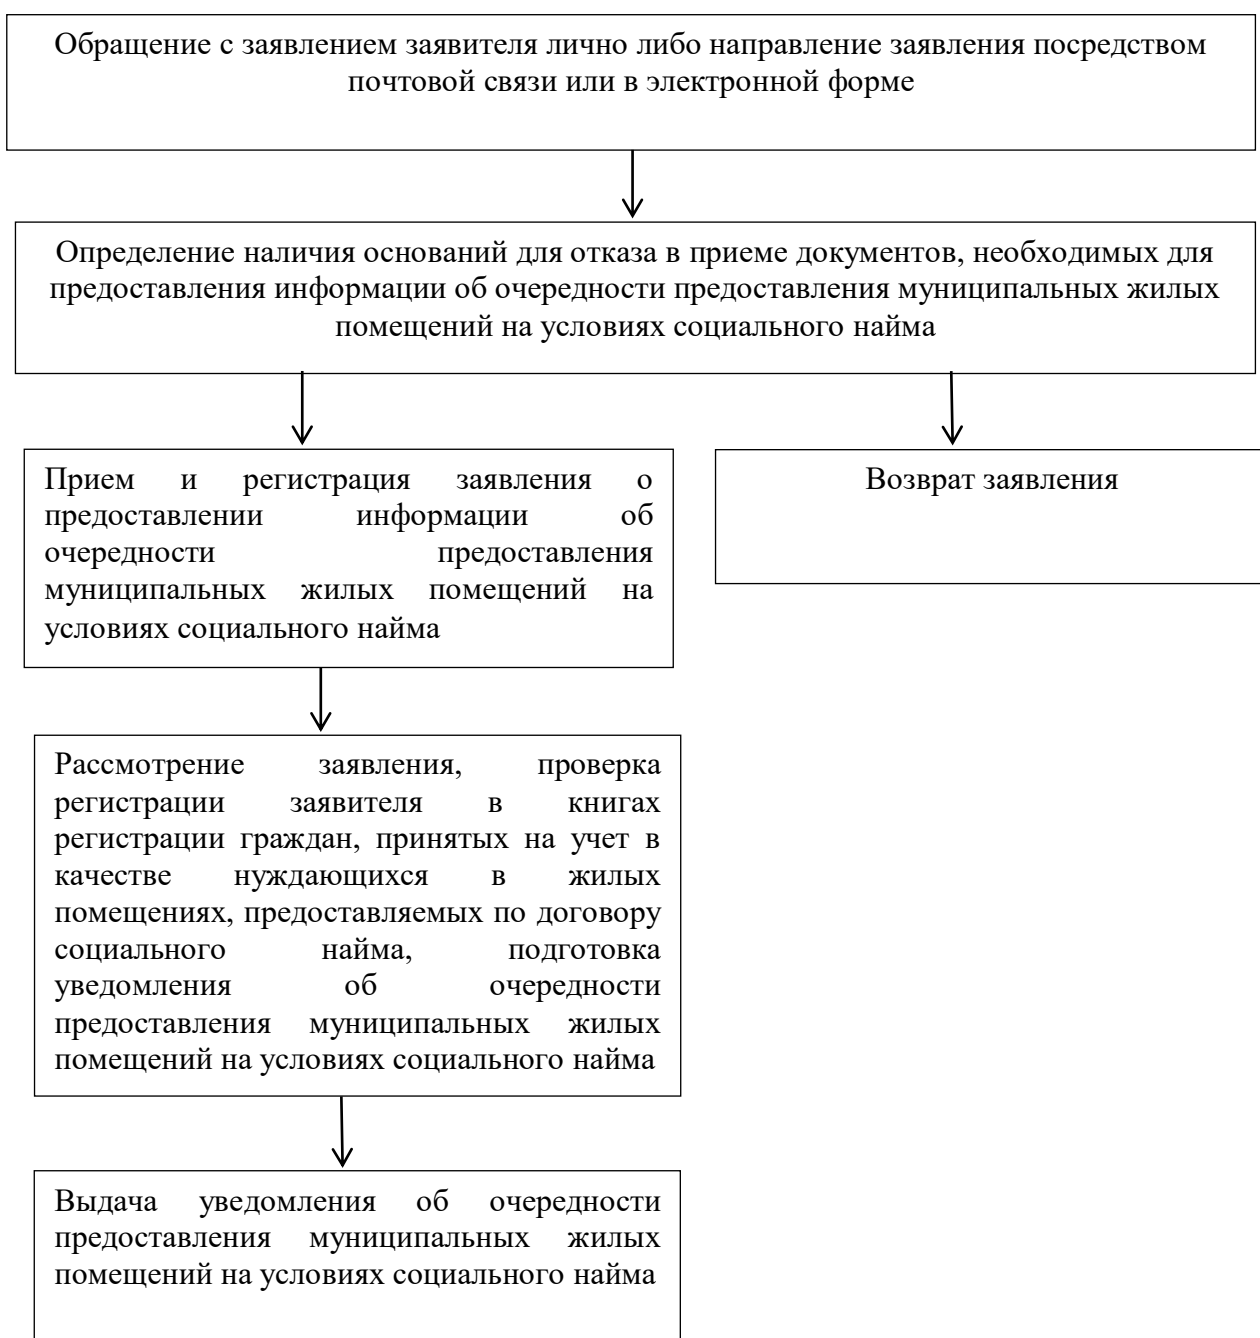 Обращение с заявлением заявителя лично либо направление заявления посредством
почтовой связи или в электронной форме
Определение наличия оснований для отказа в приеме документов, необходимых для
предоставления информации об очередности предоставления муниципальных жилых
помещений на условиях социального найма
Прием и регистрация заявления о
предоставлении информации об
очередности предоставления
муниципальных жилых помещений на
условиях социального найма
Возврат заявления
Рассмотрение заявления, проверка
регистрации заявителя в книгах
регистрации граждан, принятых на учет в
качестве нуждающихся в жилых
помещениях, предоставляемых по договору
социального найма, подготовка
уведомления об очередности
предоставления муниципальных жилых
помещений на условиях социального найма
Выдача уведомления об очередности
предоставления муниципальных жилых
помещений на условиях социального найма